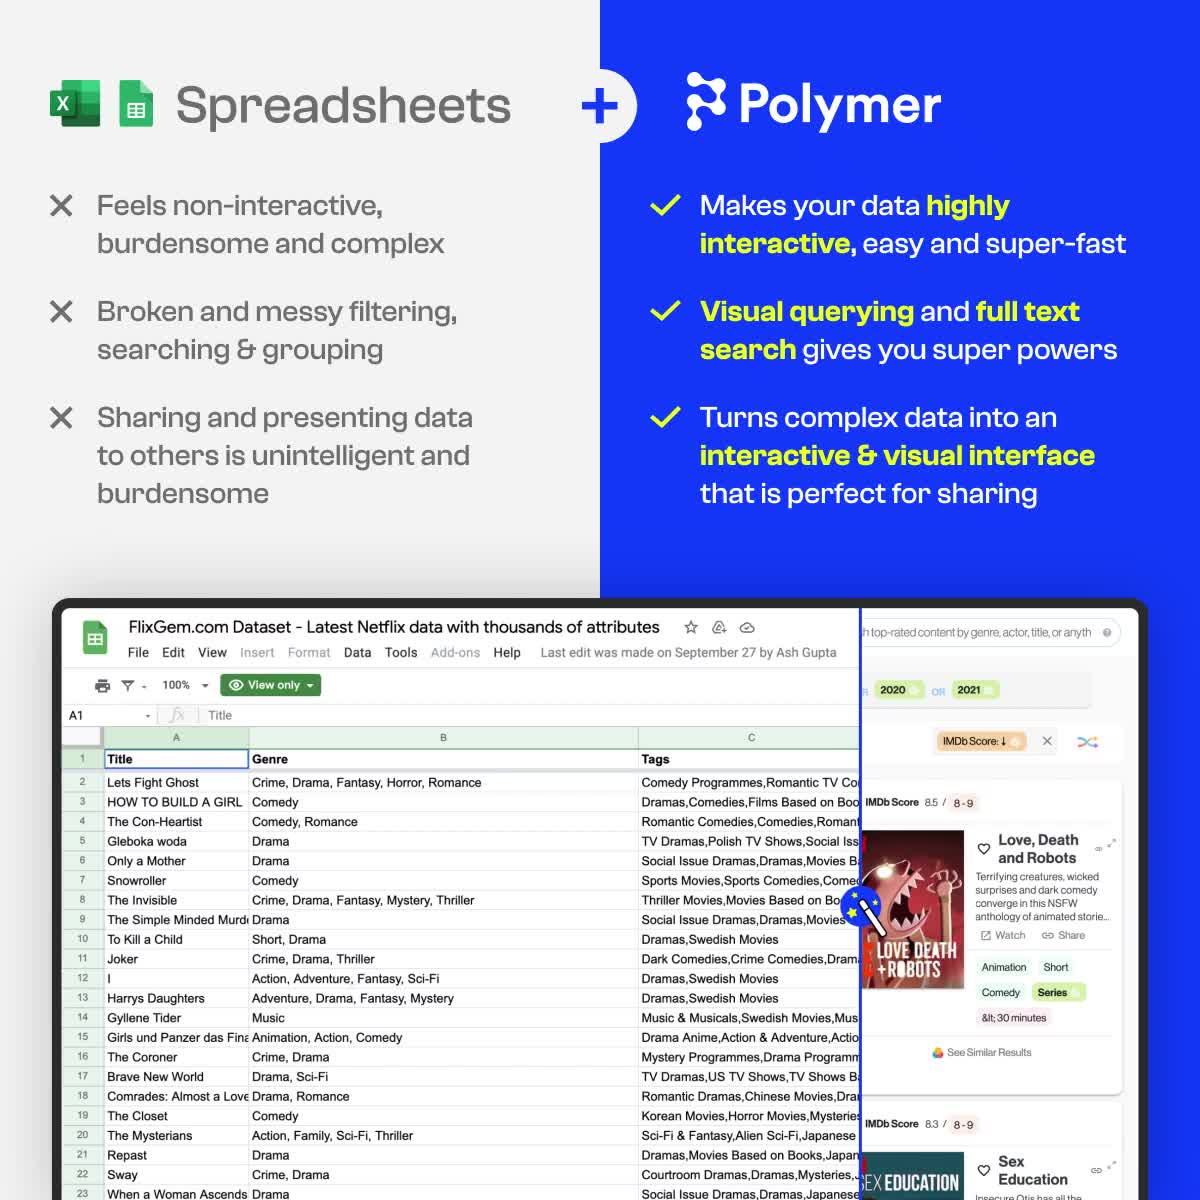 Spreadsheets
Polymer
Feels non-interactive,
burdensome and complex
Broken and messy filtering,
searching & grouping
Sharing and presenting data
to others is unintelligent and
burdensome
Makes your data highly
interactive, easy and super-fast
Visual querying and full text
search gives you super powers
Turns complex data into an
interactive & visual interface
that is perfect for sharing
FlixGem.com Dataset - Latest Netflix data with thousands of attributes
File Edit View Insert Format Data Tools Add-ons Help Last edit was made on September 27 by Ash Gupta
100% View only
A1 fx Title
A B C
1 Title Genre Tags
2 Lets Fight Ghost Crime, Drama, Fantasy, Horror, Romance Comedy Programmes,Romantic TV Co
3 HOW TO BUILD A GIRL Comedy Dramas,Comedies,Films Based on Boo
4 The Con-Heartist Comedy, Romance Romantic Comedies,Comedies,Romant
5 Gleboka woda Drama TV Dramas,Polish TV Shows,Social Iss
6 Only a Mother Drama Social Issue Dramas,Dramas,Movies B
7 Snowroller Comedy Sports Movies,Sports Comedies,Come
8 The Invisible Crime, Drama, Fantasy, Mystery, Thriller Thriller Movies,Movies Based on Bo
9 The Simple Minded Murd Drama Social Issue Dramas,Dramas,Movies
10 To Kill a Child Short, Drama Dramas,Swedish Movies
11 Joker Crime, Drama, Thriller Dark Comedies,Crime Comedies,Dram
12 I Action, Adventure, Fantasy, Sci-Fi Dramas,Swedish Movies
13 Harrys Daughters Adventure, Drama, Fantasy, Mystery Dramas,Swedish Movies
14 Gyllene Tider Music Music & Musicals,Swedish Movies,Mus
15 Girls und Panzer das Fina Animation, Action, Comedy Drama Anime,Action & Adventure,Actio
16 The Coroner Crime, Drama Mystery Programmes,Drama Programm
17 Brave New World Drama, Sci-Fi TV Dramas,US TV Shows,TV Shows Ba
18 Comrades: Almost a Love Drama, Romance Romantic Dramas,Chinese Movies,Dra
19 The Closet Comedy Korean Movies,Horror Movies,Mysteries
20 The Mysterians Action, Family, Sci-Fi, Thriller Sci-Fi & Fantasy,Alien Sci-Fi,Japanese
21 Repast Drama Dramas,Movies Based on Books,Japan
22 Sway Crime, Drama Courtroom Dramas,Dramas,Mysteries,J
23 When a Woman Ascends Drama Social Issue Dramas,Dramas,Japanese
h top-rated content by genre, actor, title, or anyth
R 2020 OR 2021
IMDb Score: ↓
IMDb Score 8.5 / 8-9
Love, Death
and Robots
Terrifying creatures, wicked
surprises and dark comedy
converge in this NSFW
anthology of animated storie...
Watch Share
LOVE DEATH
+ROBOTS
Animation Short
Comedy Series
&lt; 30 minutes
See Similar Results
IMDb Score 8.3 / 8-9
SEX EDUCATION
Sex
Education
Insecure Otis has all the